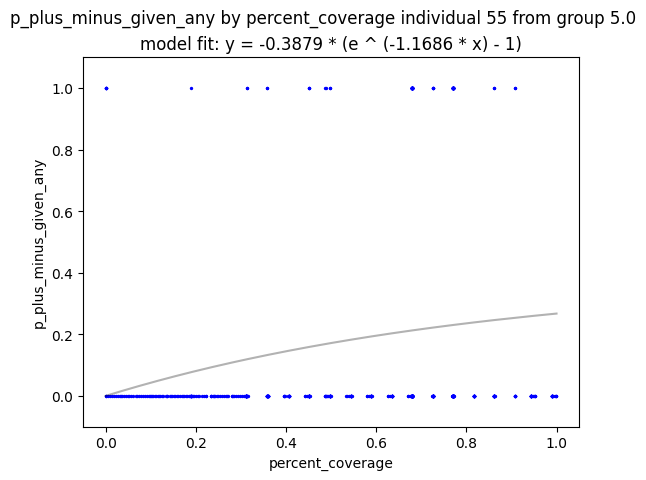 p_plus_minus_given_any by percent_coverage individual 55 from group 5.0
model fit: y = -0.3879 * (e ^ (-1.1686 * x) - 1)
1.0
0.8
0.6
0.4
0.2
0.0
p_plus_minus_given_any
0.0 0.2 0.4 0.6 0.8 1.0
percent_coverage